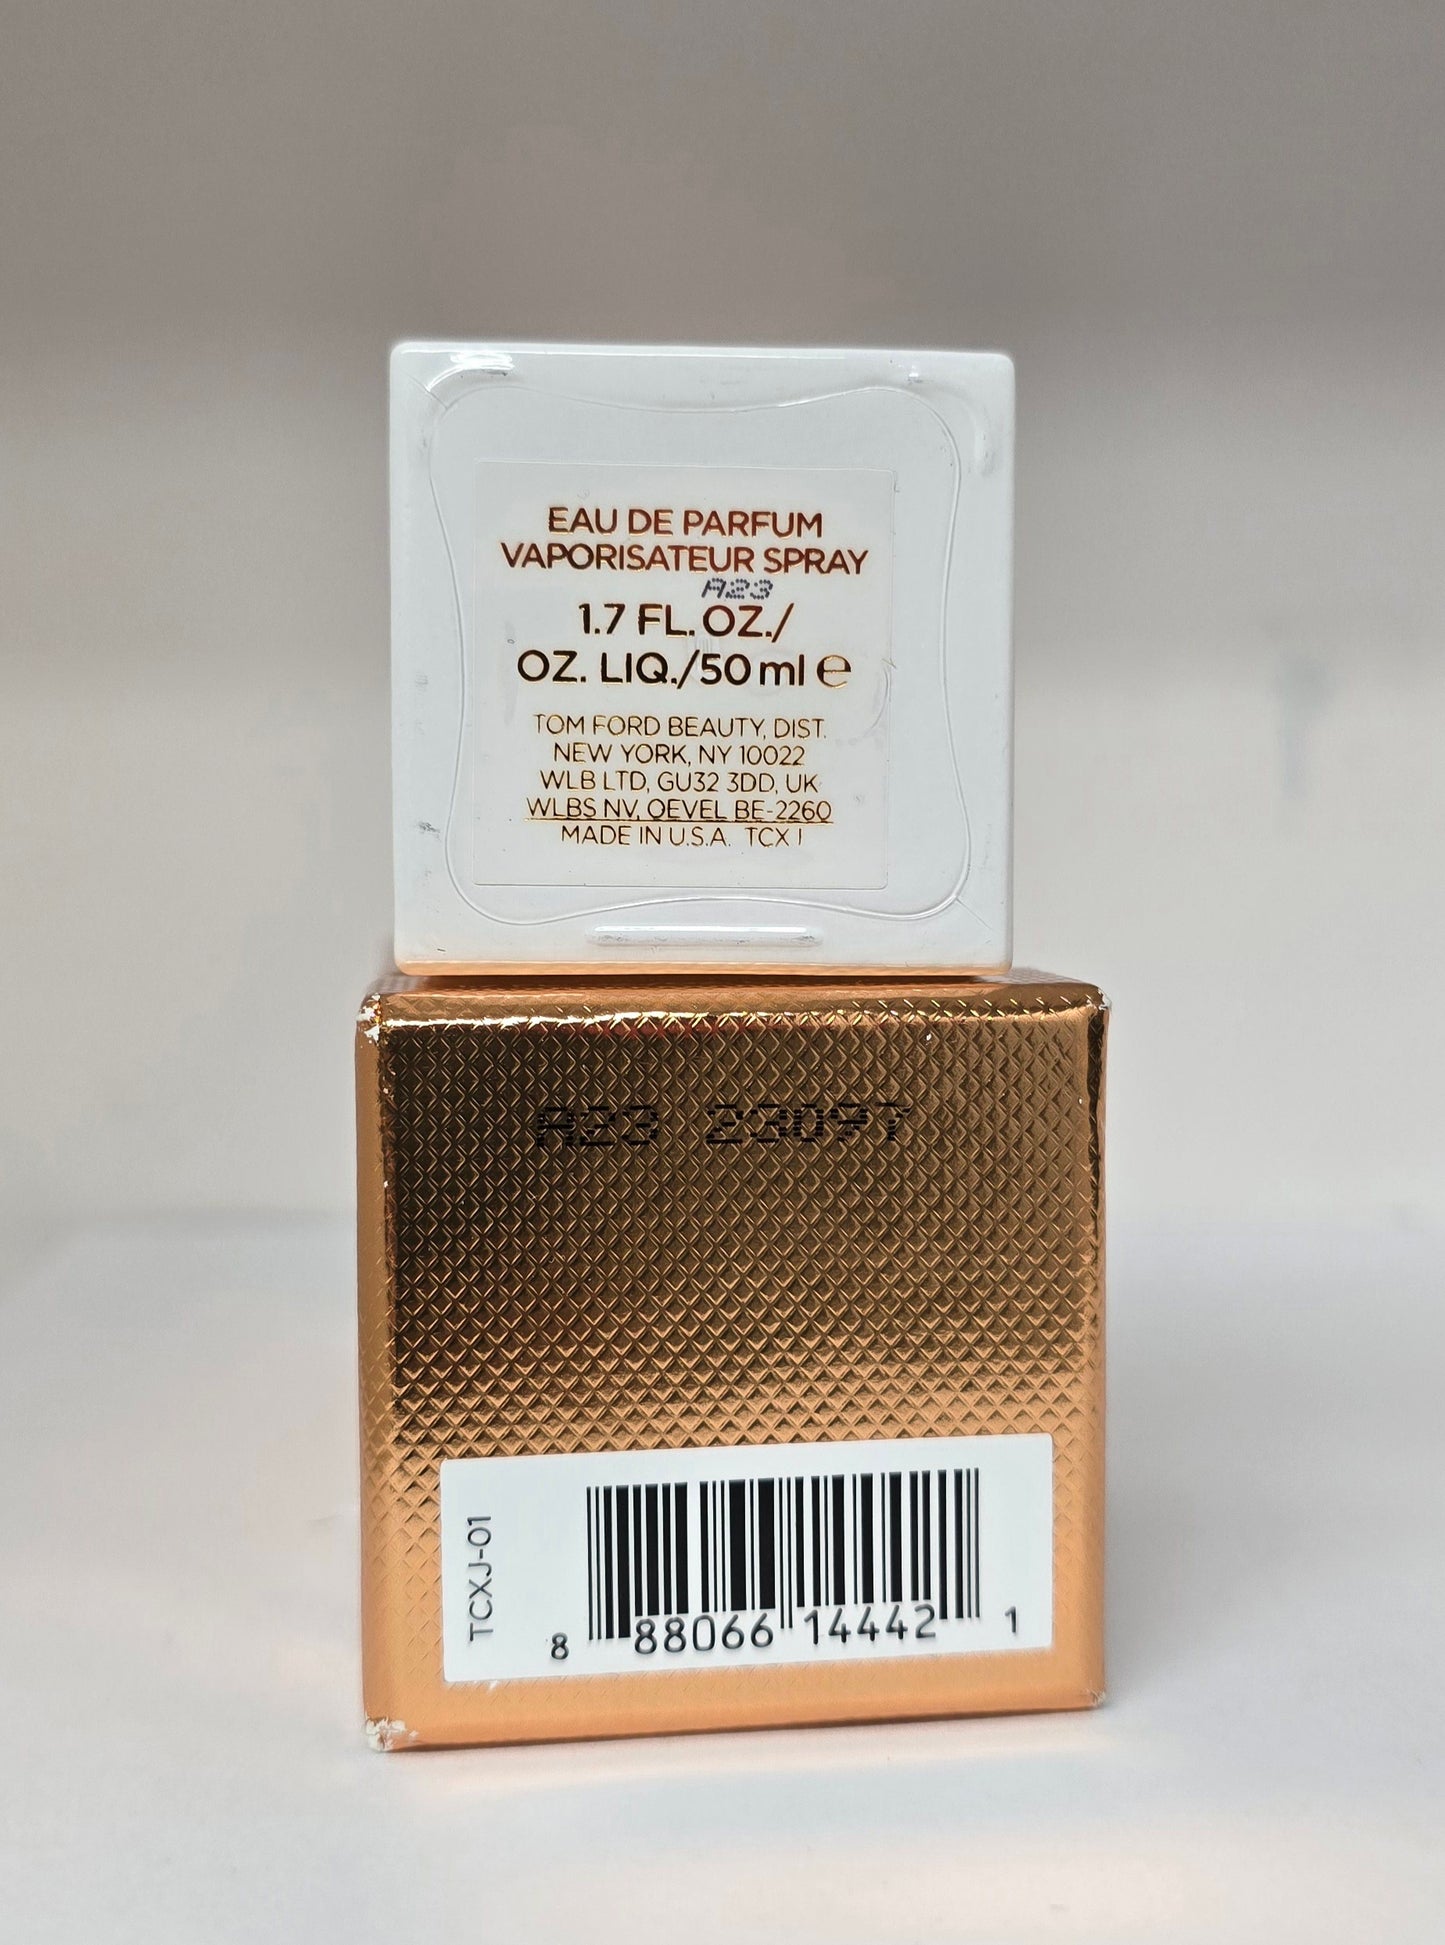 EAU DE PARFUM
VAPORISATEUR SPRAY
A23
1.7 FL. OZ./
OZ. LIQ./50 ml ℮
TOM FORD BEAUTY, DIST.
NEW YORK, NY 10022
WLB LTD, GU32 3DD, UK
WLBS NV, OEVEL BE-2260
MADE IN U.S.A. TCX1
A23 23097
TCXJ-01
8 88066 14442 1